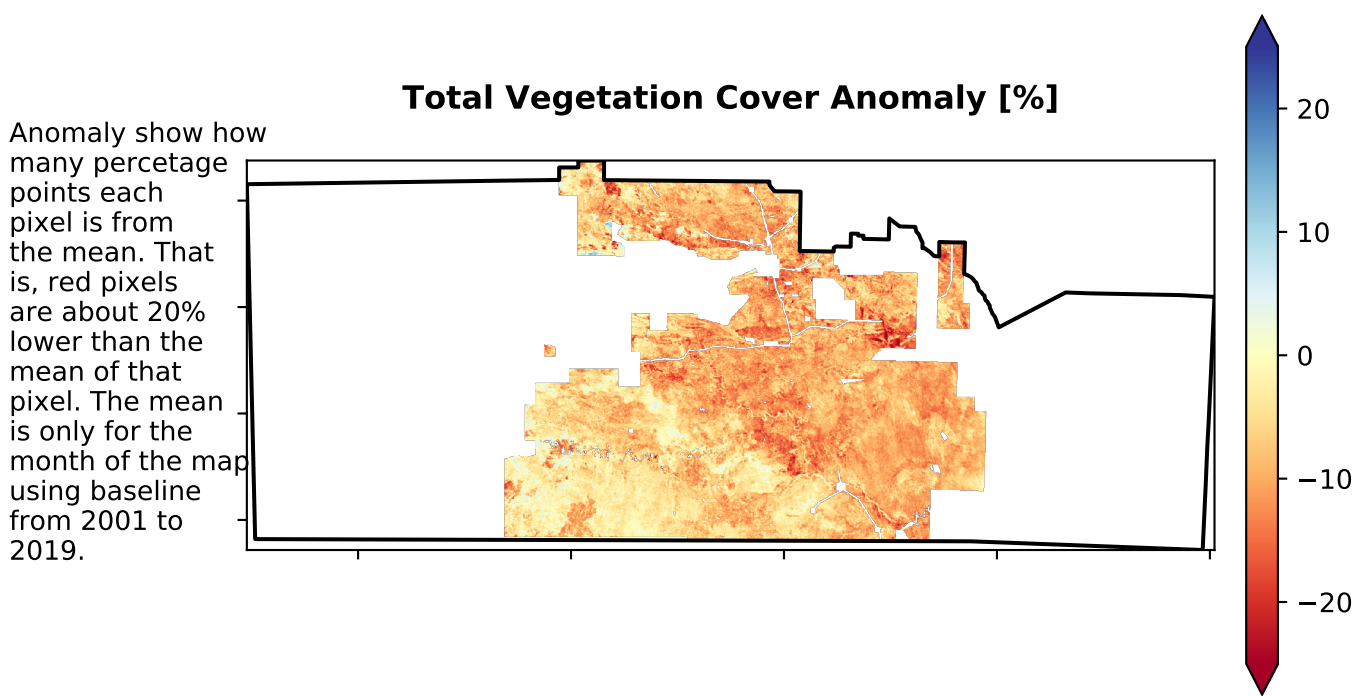 Total Vegetation Cover Anomaly [%]
Anomaly show how
many percetage
points each
pixel is from
the mean. That
is, red pixels
are about 20%
lower than the
mean of that
pixel. The mean
is only for the
month of the map
using baseline
from 2001 to
2019.
20
10
0
−10
−20